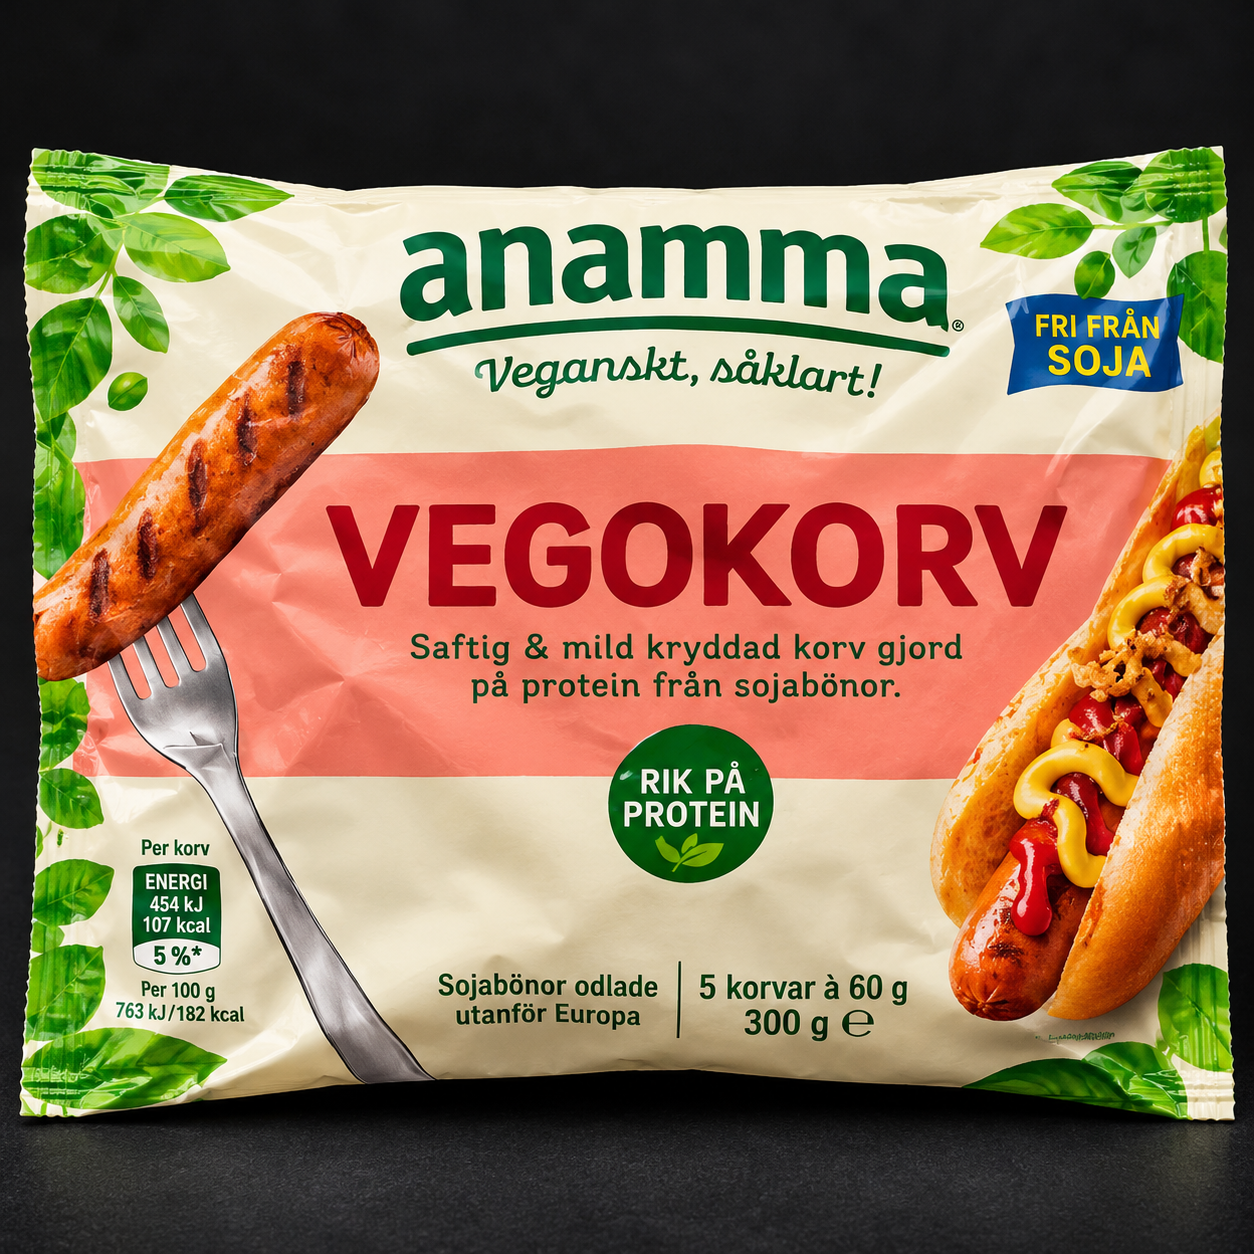 anamma®
Veganskt, såklart!
FRI FRÅN
SOJA
VEGOKORV
Saftig & mild kryddad korv gjord
på protein från sojabönor.
RIK PÅ
PROTEIN
Per korv
ENERGI
454 kJ
107 kcal
5 %*
Per 100 g
763 kJ/182 kcal
Sojabönor odlade
utanför Europa
5 korvar à 60 g
300 g ℮